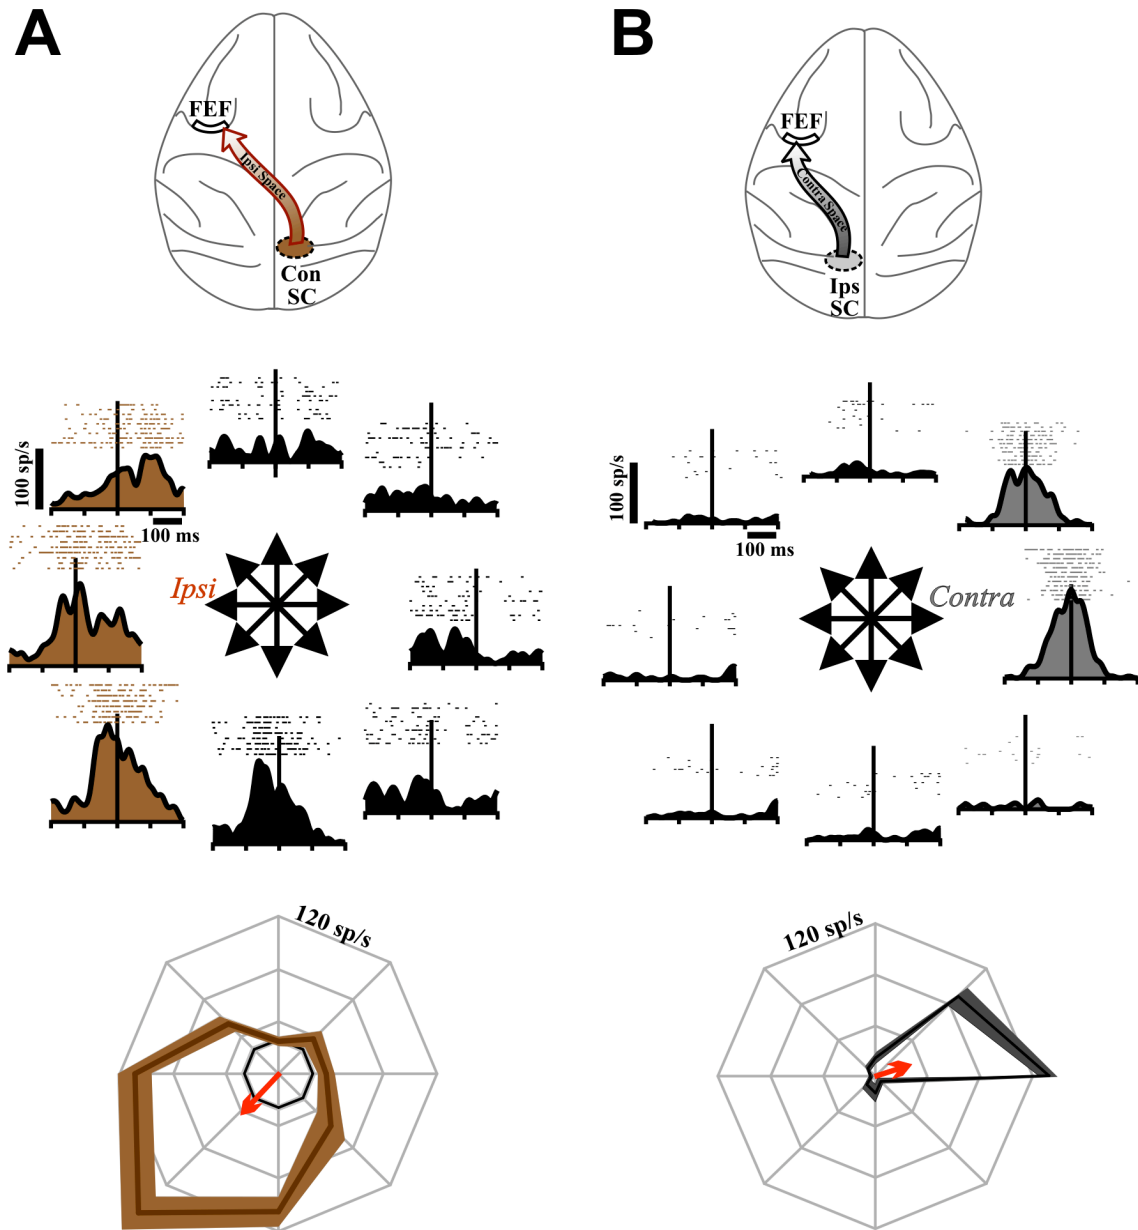 A
FEF
Ipsi Space
Con
SC
100 sp/s
100 ms
Ipsi
120 sp/s
B
FEF
Contra Space
Ips
SC
100 sp/s
100 ms
Contra
120 sp/s